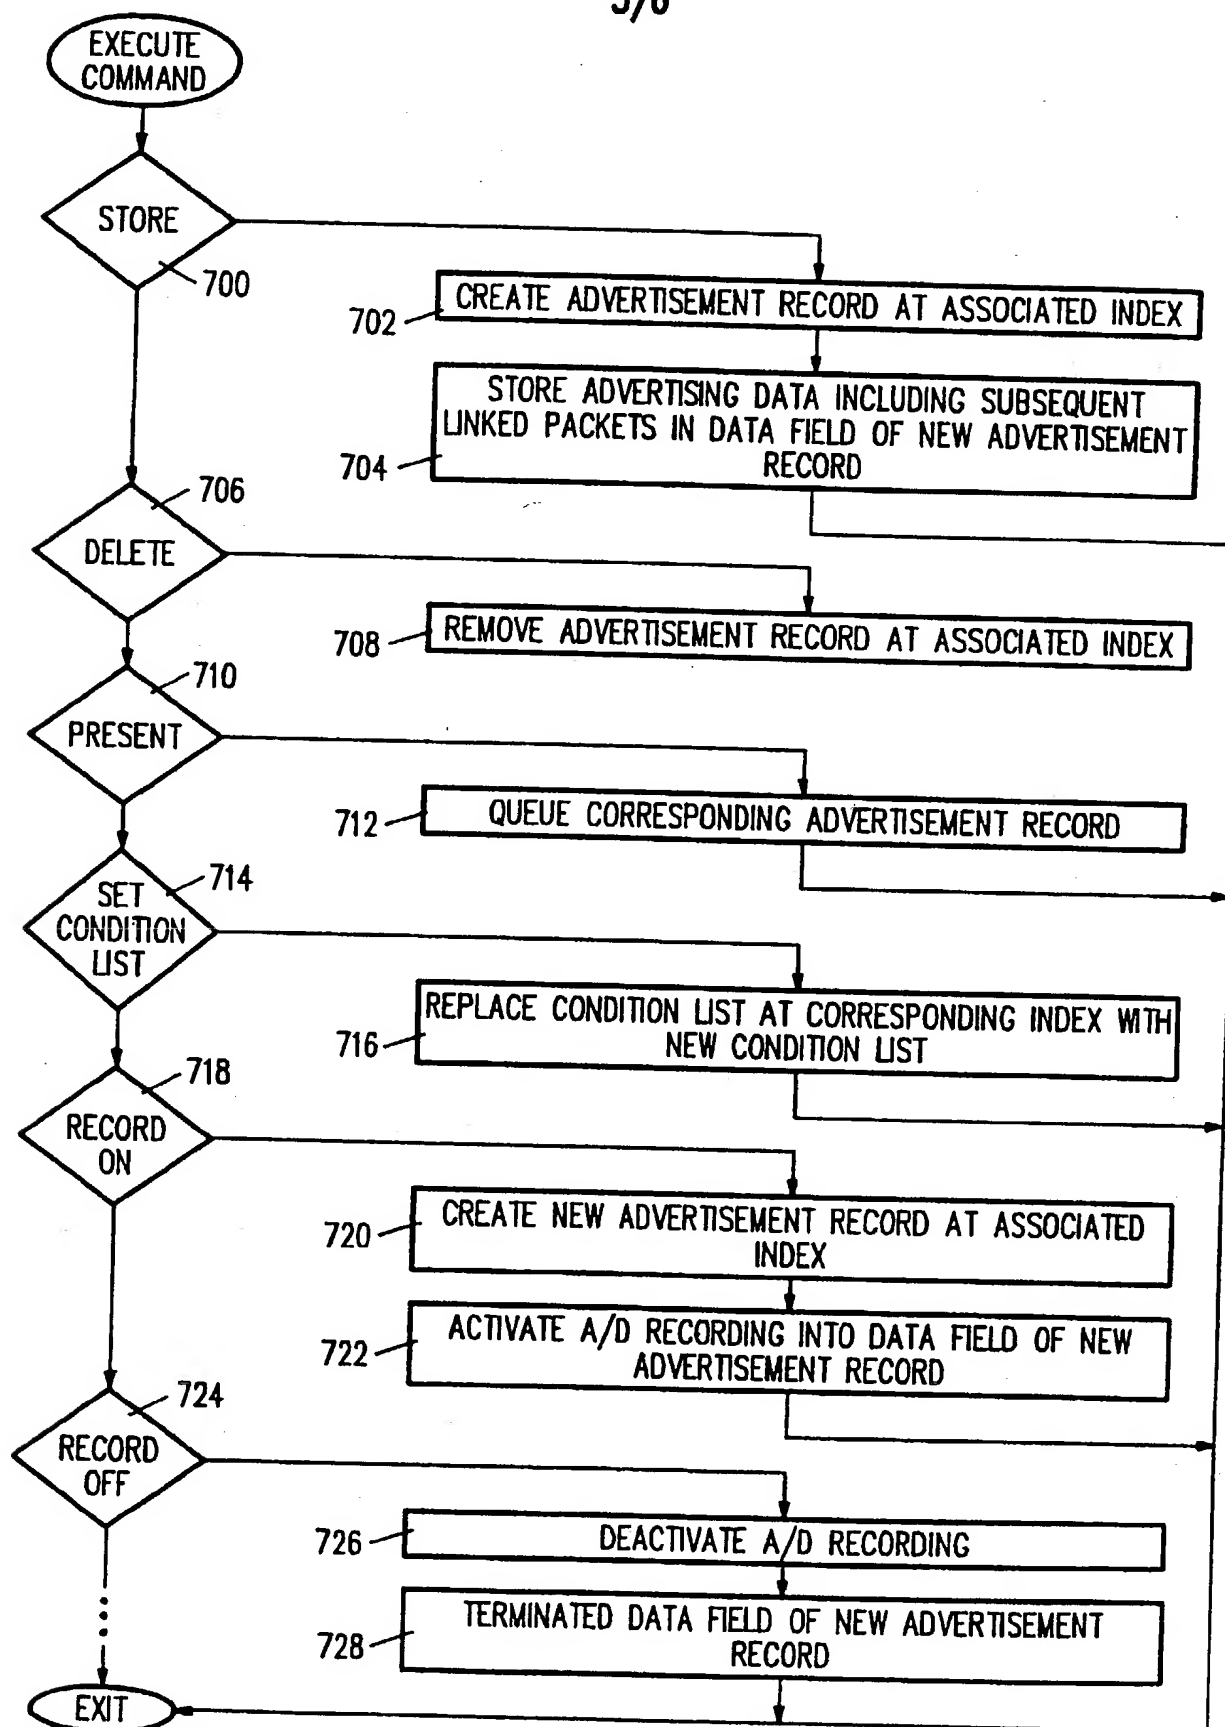 EXECUTE
COMMAND
STORE
700
702
CREATE ADVERTISEMENT RECORD AT ASSOCIATED INDEX
STORE ADVERTISING DATA INCLUDING SUBSEQUENT
LINKED PACKETS IN DATA FIELD OF NEW ADVERTISEMENT
RECORD
704
706
DELETE
708
REMOVE ADVERTISEMENT RECORD AT ASSOCIATED INDEX
710
PRESENT
712
QUEUE CORRESPONDING ADVERTISEMENT RECORD
714
SET
CONDITION
LIST
REPLACE CONDITION LIST AT CORRESPONDING INDEX WITH
NEW CONDITION LIST
716
718
RECORD
ON
CREATE NEW ADVERTISEMENT RECORD AT ASSOCIATED
INDEX
720
ACTIVATE A/D RECORDING INTO DATA FIELD OF NEW
ADVERTISEMENT RECORD
722
724
RECORD
OFF
726
DEACTIVATE A/D RECORDING
TERMINATED DATA FIELD OF NEW ADVERTISEMENT
RECORD
728
EXIT